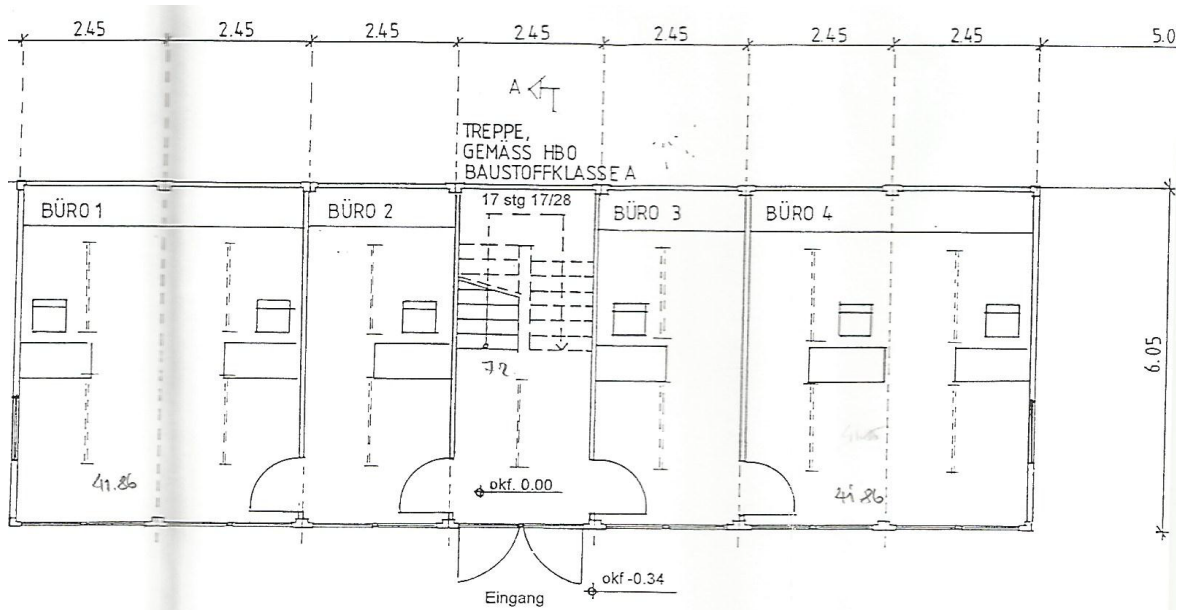 2.45 2.45 2.45 2.45 2.45 2.45 2.45 5.0
A
TREPPE,
GEMÄSS HBO
BAUSTOFFKLASSE A
17 stg 17/28
BÜRO 1 BÜRO 2 BÜRO 3 BÜRO 4
6.05
41.86 41.86
okf. 0.00
okf -0.34
Eingang